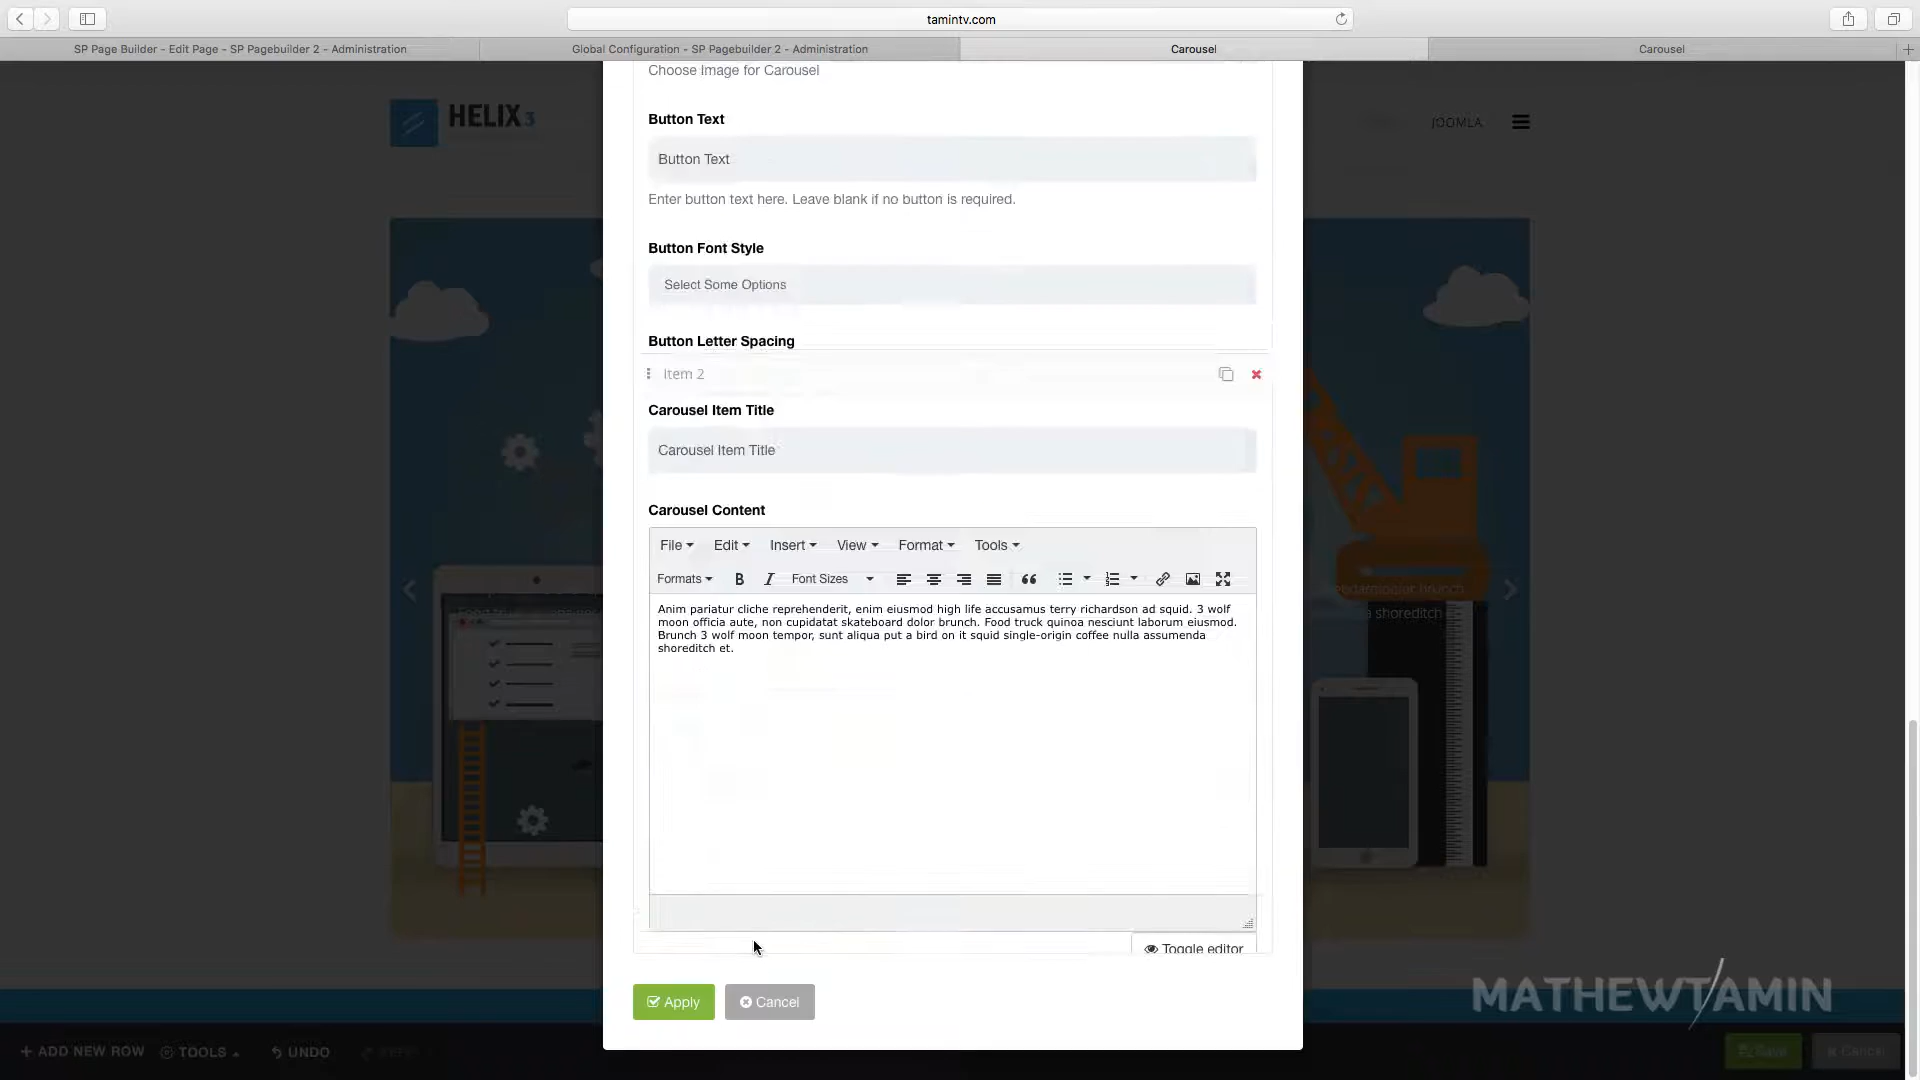 tamintv.com
SP Page Builder - Edit Page - SP Pagebuilder 2 - Administration
Global Configuration - SP Pagebuilder 2 - Administration
Carousel
Carousel
Choose Image for Carousel
HELIX3
JOOMLA
Button Text
Button Text
Enter button text here. Leave blank if no button is required.
Button Font Style
Select Some Options
Button Letter Spacing
Item 2
Carousel Item Title
Carousel Item Title
Carousel Content
File Edit Insert View Format Tools
Formats B I Font Sizes
Anim pariatur cliche reprehenderit, enim eiusmod high life accusamus terry richardson ad squid. 3 wolf
moon officia aute, non cupidatat skateboard dolor brunch. Food truck quinoa nesciunt laborum eiusmod.
Brunch 3 wolf moon tempor, sunt aliqua put a bird on it squid single-origin coffee nulla assumenda
shoreditch et.
brunch
a shoreditch
Toggle editor
Apply Cancel
MATHEWTAMIN
ADD NEW ROW TOOLS UNDO
Save Cancel